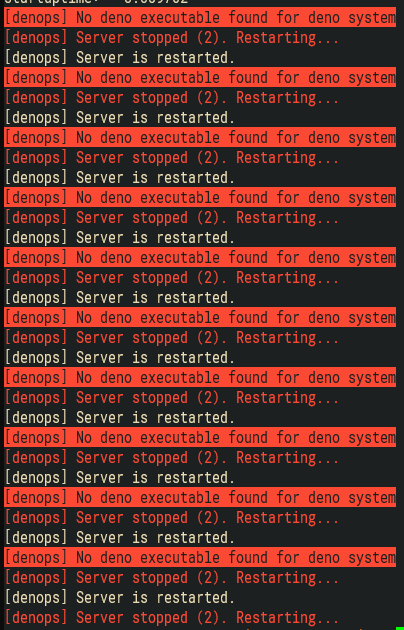 [denops] No deno executable found for deno system
[denops] Server stopped (2). Restarting...
[denops] Server is restarted.
[denops] No deno executable found for deno system
[denops] Server stopped (2). Restarting...
[denops] Server is restarted.
[denops] No deno executable found for deno system
[denops] Server stopped (2). Restarting...
[denops] Server is restarted.
[denops] No deno executable found for deno system
[denops] Server stopped (2). Restarting...
[denops] Server is restarted.
[denops] No deno executable found for deno system
[denops] Server stopped (2). Restarting...
[denops] Server is restarted.
[denops] No deno executable found for deno system
[denops] Server stopped (2). Restarting...
[denops] Server is restarted.
[denops] No deno executable found for deno system
[denops] Server stopped (2). Restarting...
[denops] Server is restarted.
[denops] No deno executable found for deno system
[denops] Server stopped (2). Restarting...
[denops] Server is restarted.
[denops] No deno executable found for deno system
[denops] Server stopped (2). Restarting...
[denops] Server is restarted.
[denops] No deno executable found for deno system
[denops] Server stopped (2). Restarting...
[denops] Server is restarted.
[denops] Server stopped (2). Restarting...